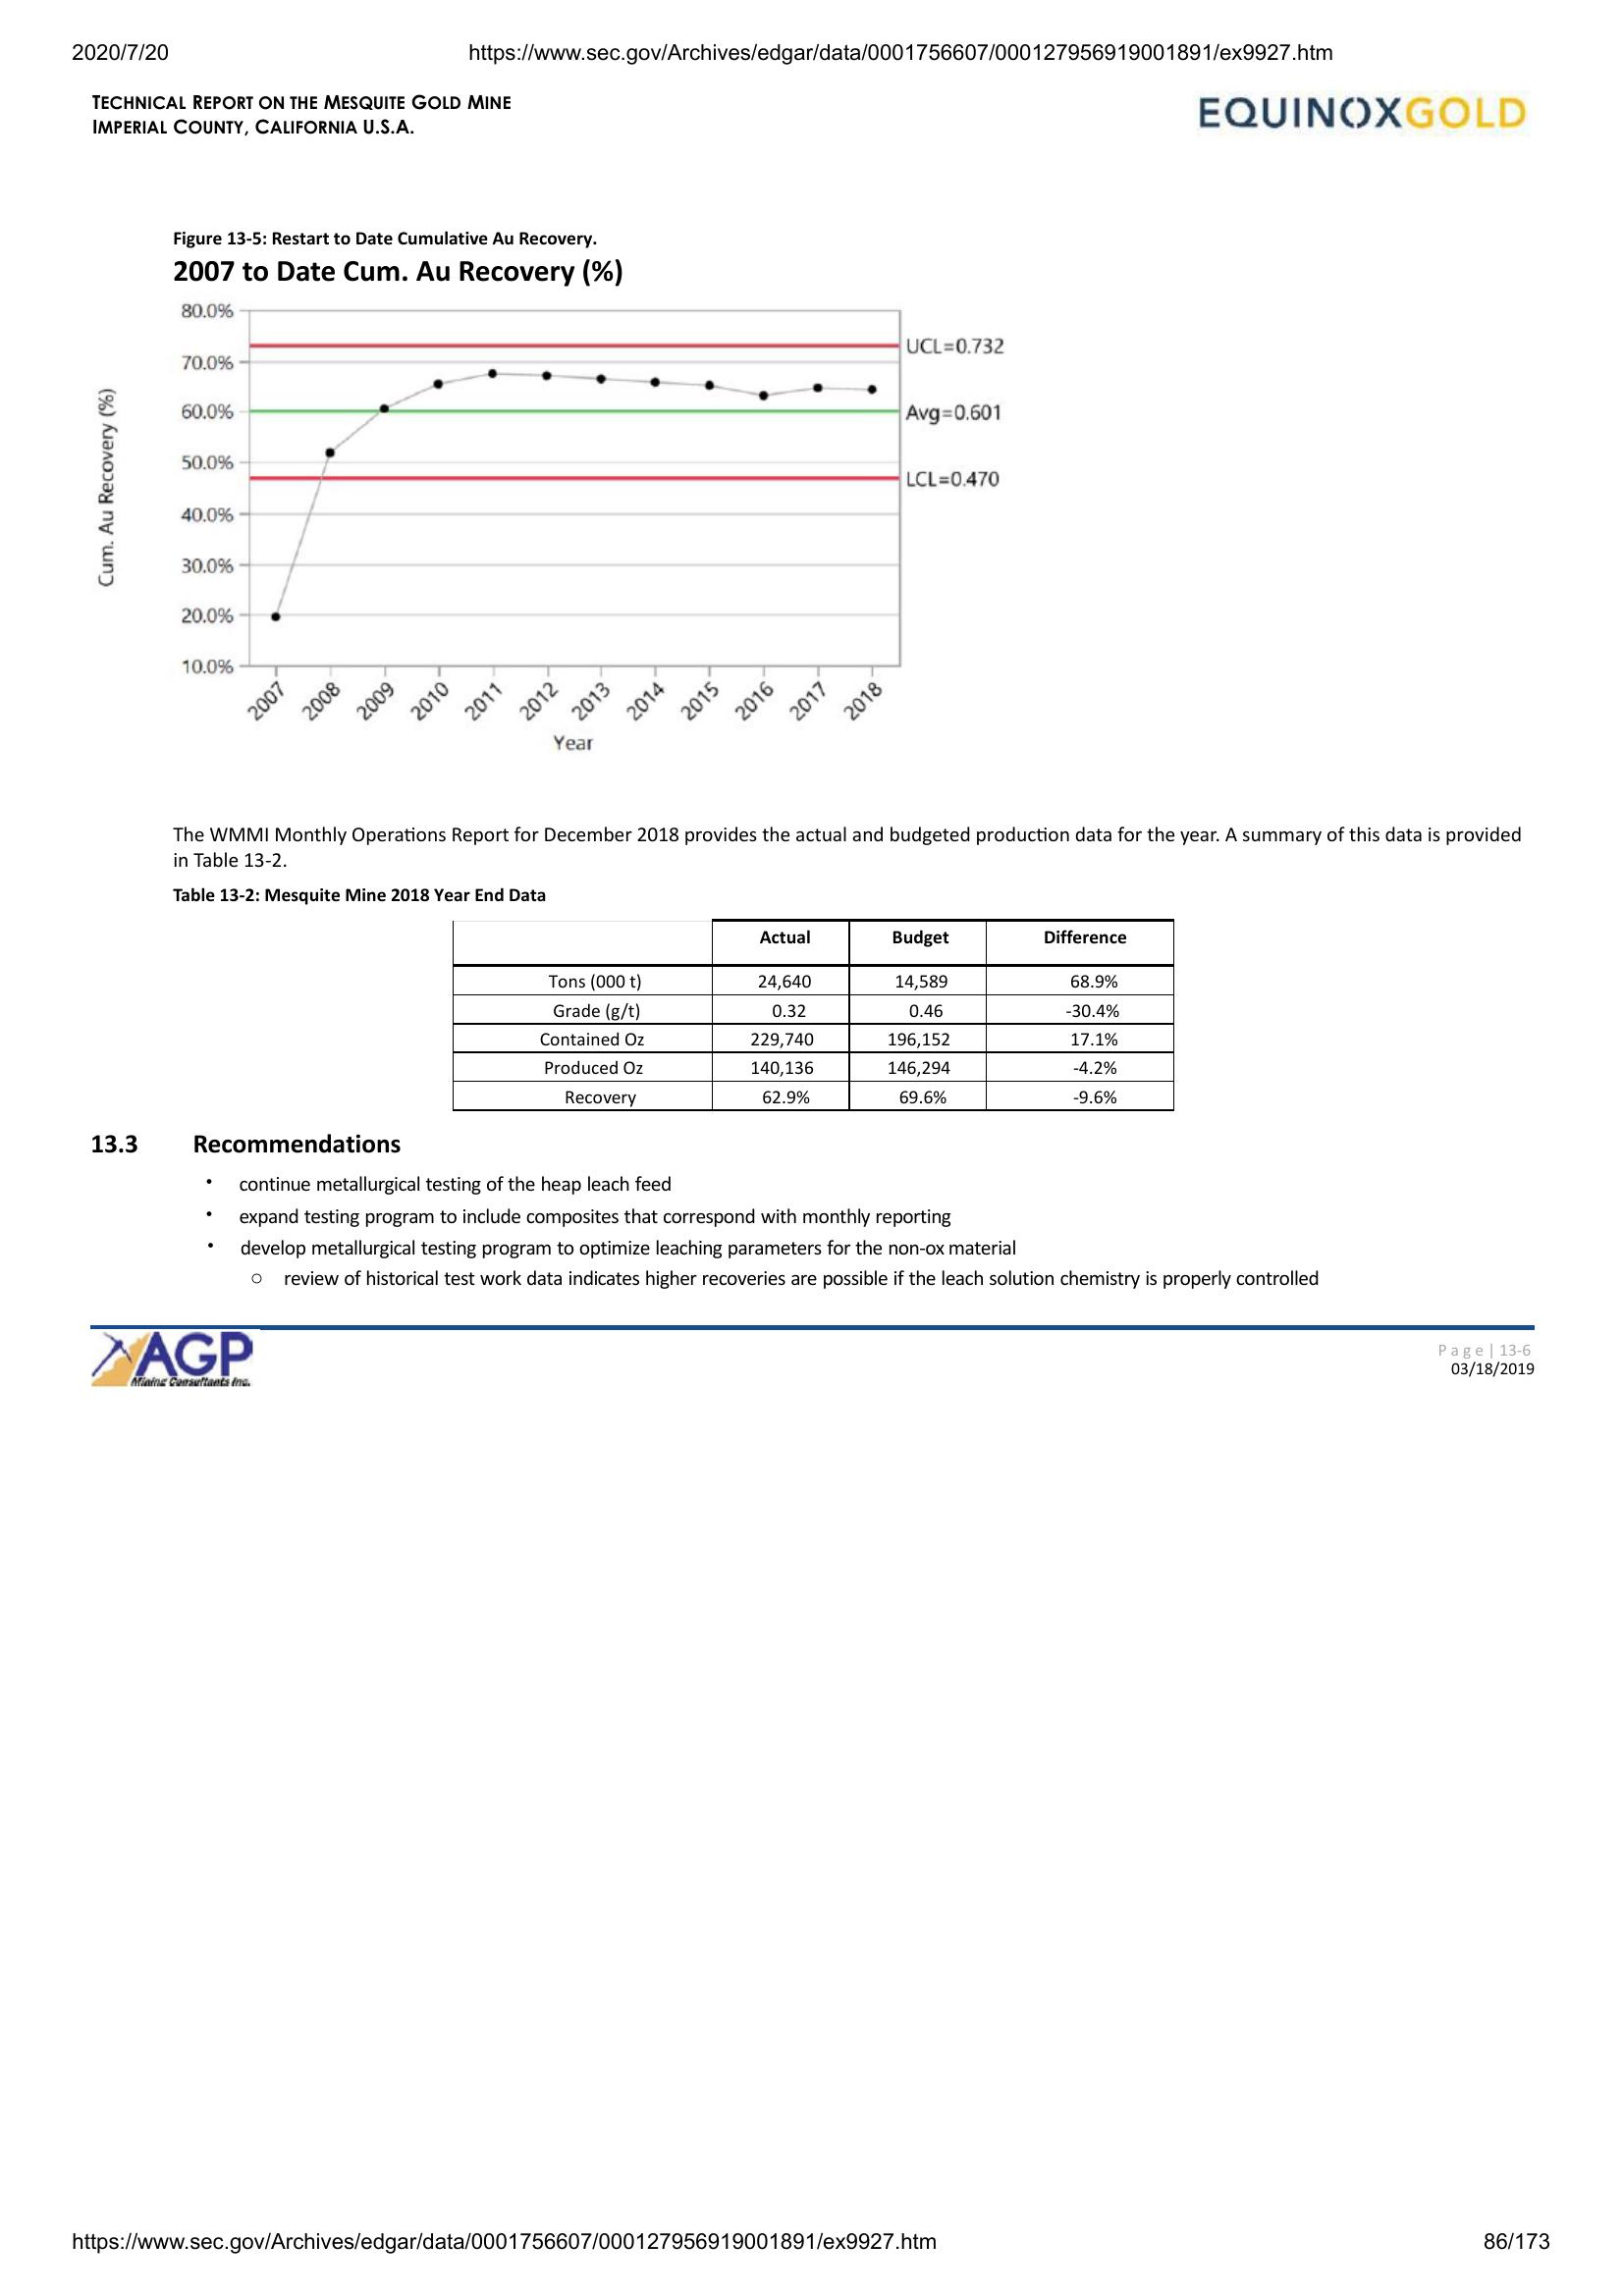 2020/7/20 https://www.sec.gov/Archives/edgar/data/0001756607/000127956919001891/ex9927.htm
TECHNICAL REPORT ON THE MESQUITE GOLD MINE
IMPERIAL COUNTY, CALIFORNIA U.S.A.
EQUINOXGOLD
Figure 13-5: Restart to Date Cumulative Au Recovery.
2007 to Date Cum. Au Recovery (%)
Cum. Au Recovery (%)
80.0%
70.0%
60.0%
50.0%
40.0%
30.0%
20.0%
10.0%
UCL=0.732
Avg=0.601
LCL=0.470
2007 2008 2009 2010 2011 2012 2013 2014 2015 2016 2017 2018
Year
The WMMI Monthly Operations Report for December 2018 provides the actual and budgeted production data for the year. A summary of this data is provided
in Table 13-2.
Table 13-2: Mesquite Mine 2018 Year End Data
Actual Budget Difference
Tons (000 t) 24,640 14,589 68.9%
Grade (g/t) 0.32 0.46 -30.4%
Contained Oz 229,740 196,152 17.1%
Produced Oz 140,136 146,294 -4.2%
Recovery 62.9% 69.6% -9.6%
13.3 Recommendations
• continue metallurgical testing of the heap leach feed
• expand testing program to include composites that correspond with monthly reporting
• develop metallurgical testing program to optimize leaching parameters for the non-ox material
○ review of historical test work data indicates higher recoveries are possible if the leach solution chemistry is properly controlled
AGP
Mining Consultants Inc.
Page | 13-6
03/18/2019
https://www.sec.gov/Archives/edgar/data/0001756607/000127956919001891/ex9927.htm 86/173